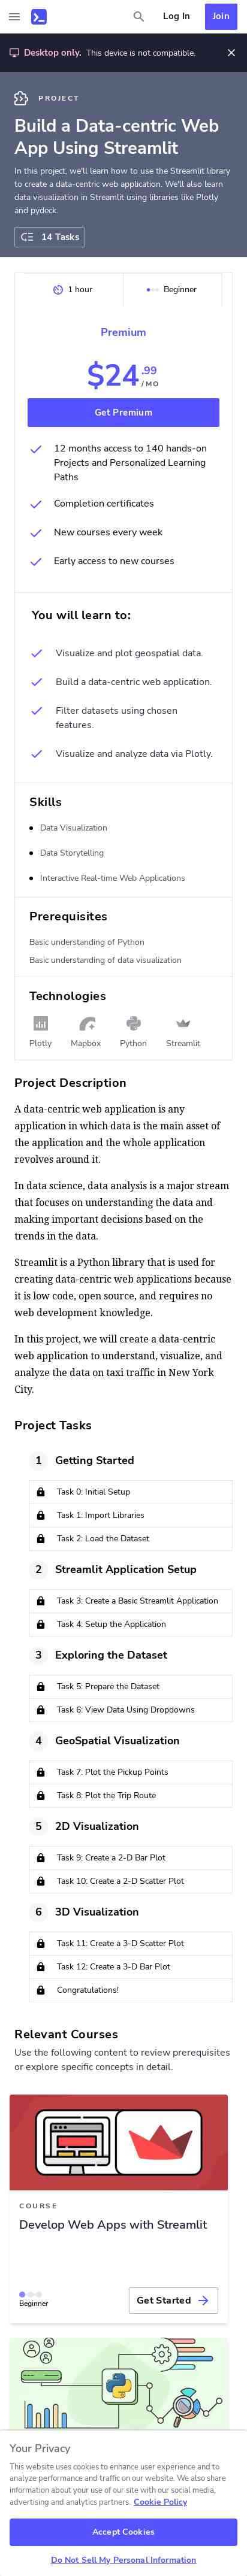 Log In
Join
Desktop only. This device is not compatible.
PROJECT
Build a Data-centric Web
App Using Streamlit
In this project, we'll learn how to use the Streamlit library
to create a data-centric web application. We'll also learn
data visualization in Streamlit using libraries like Plotly
and pydeck.
14 Tasks
1 hour
Beginner
Premium
$24 .99
/ MO
Get Premium
12 months access to 140 hands-on
Projects and Personalized Learning
Paths
Completion certificates
New courses every week
Early access to new courses
You will learn to:
Visualize and plot geospatial data.
Build a data-centric web application.
Filter datasets using chosen
features.
Visualize and analyze data via Plotly.
Skills
Data Visualization
Data Storytelling
Interactive Real-time Web Applications
Prerequisites
Basic understanding of Python
Basic understanding of data visualization
Technologies
Plotly
Mapbox
Python
Streamlit
Project Description
A data-centric web application is any
application in which data is the main asset of
the application and the whole application
revolves around it.
In data science, data analysis is a major stream
that focuses on understanding the data and
making important decisions based on the
trends in the data.
Streamlit is a Python library that is used for
creating data-centric web applications because
it is low code, open source, and requires no
web development knowledge.
In this project, we will create a data-centric
web application to understand, visualize, and
analyze the data on taxi traffic in New York
City.
Project Tasks
1 Getting Started
Task 0: Initial Setup
Task 1: Import Libraries
Task 2: Load the Dataset
2 Streamlit Application Setup
Task 3: Create a Basic Streamlit Application
Task 4: Setup the Application
3 Exploring the Dataset
Task 5: Prepare the Dataset
Task 6: View Data Using Dropdowns
4 GeoSpatial Visualization
Task 7: Plot the Pickup Points
Task 8: Plot the Trip Route
5 2D Visualization
Task 9: Create a 2-D Bar Plot
Task 10: Create a 2-D Scatter Plot
6 3D Visualization
Task 11: Create a 3-D Scatter Plot
Task 12: Create a 3-D Bar Plot
Congratulations!
Relevant Courses
Use the following content to review prerequisites
or explore specific concepts in detail.
COURSE
Develop Web Apps with Streamlit
Beginner
Get Started
Your Privacy
This website uses cookies to enhance user experience and to
analyze performance and traffic on our website. We also share
information about your use of our site with our social media,
advertising and analytics partners. Cookie Policy
Accept Cookies
Do Not Sell My Personal Information